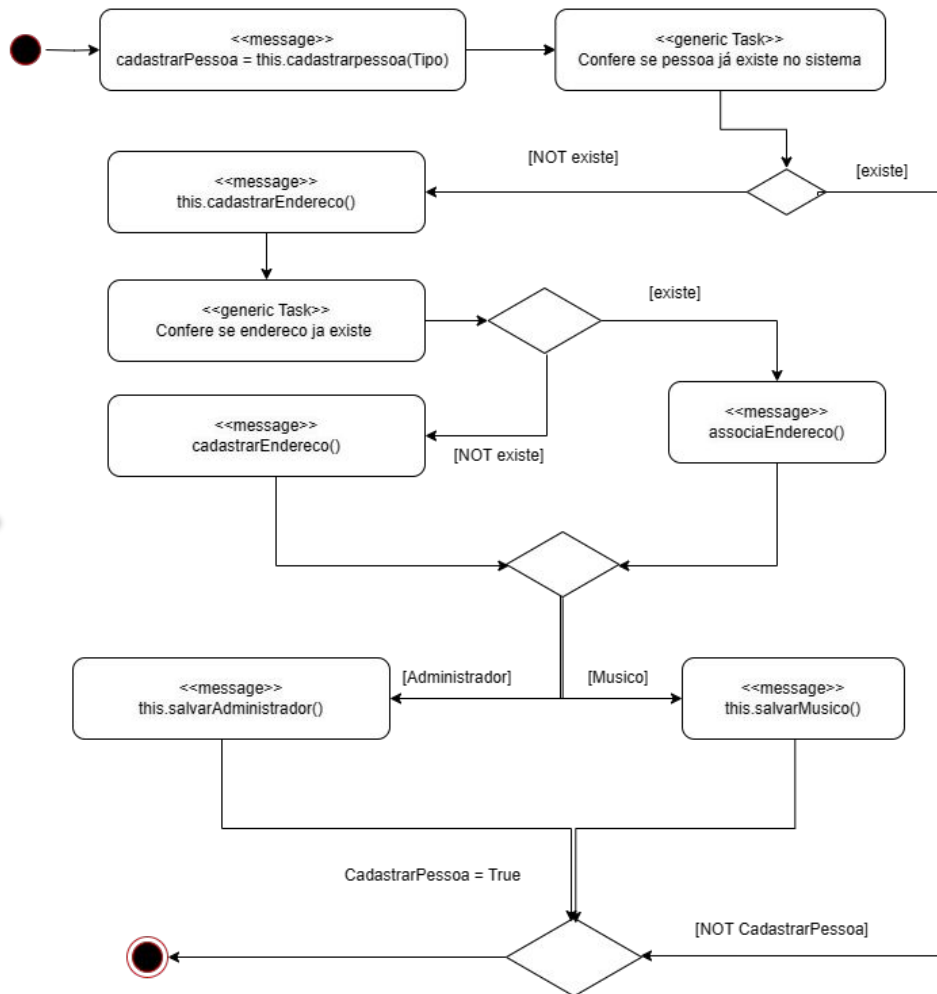 <<message>>
cadastrarPessoa = this.cadastrarpessoa(Tipo)
<<generic Task>>
Confere se pessoa já existe no sistema
[NOT existe]
[existe]
<<message>>
this.cadastrarEndereco()
<<generic Task>>
Confere se endereco ja existe
[existe]
<<message>>
cadastrarEndereco()
[NOT existe]
<<message>>
associaEndereco()
[Administrador]
[Musico]
<<message>>
this.salvarAdministrador()
<<message>>
this.salvarMusico()
CadastrarPessoa = True
[NOT CadastrarPessoa]